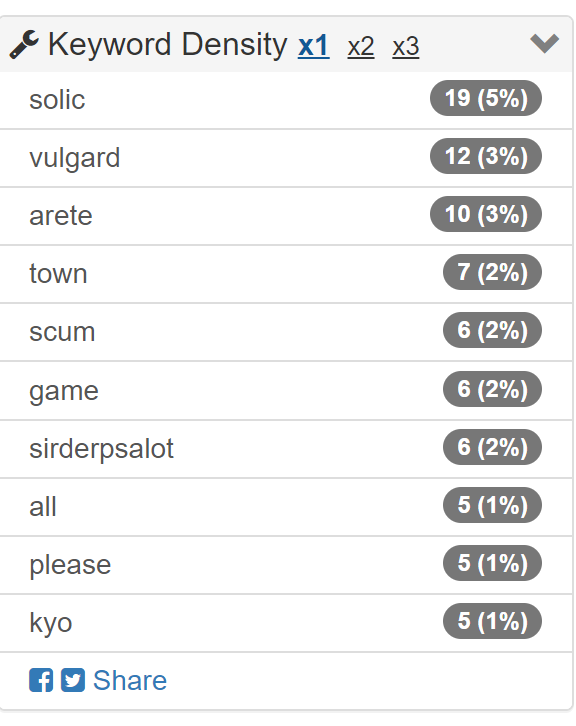 Keyword Density x1 x2 x3
solic 19 (5%)
vulgard 12 (3%)
arete 10 (3%)
town 7 (2%)
scum 6 (2%)
game 6 (2%)
sirderpsalot 6 (2%)
all 5 (1%)
please 5 (1%)
kyo 5 (1%)
Share